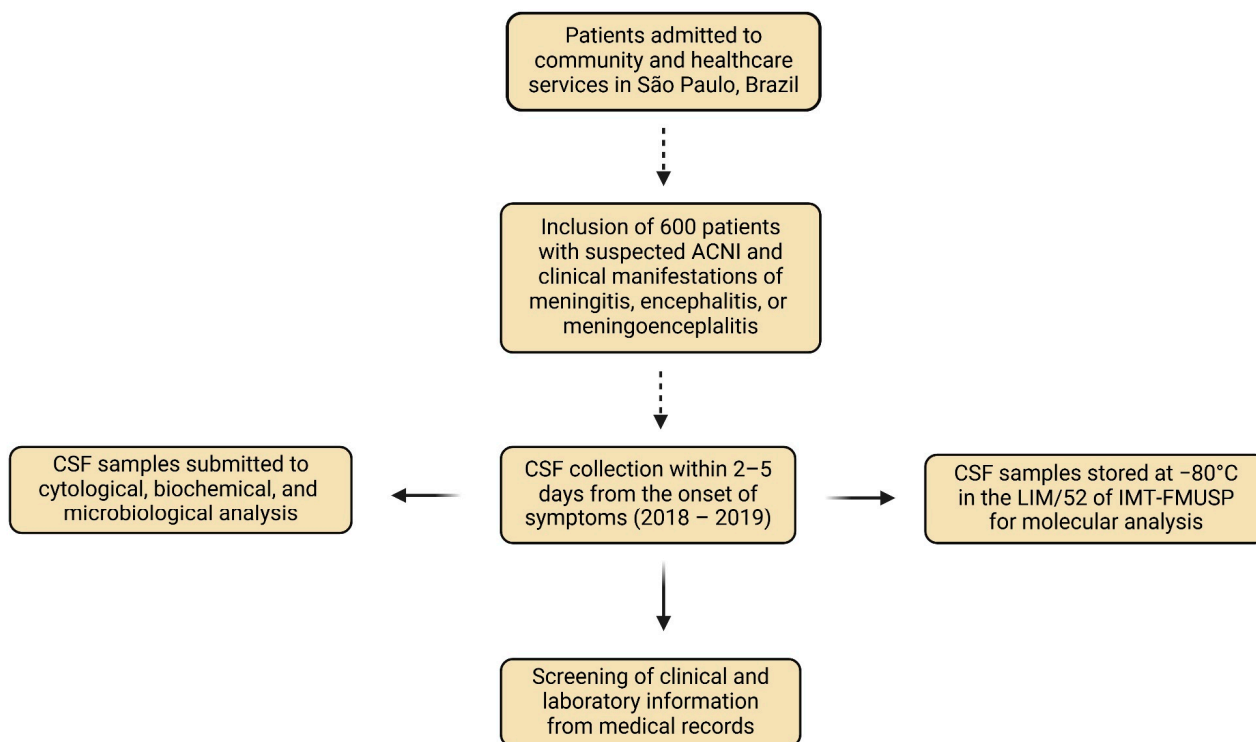 Patients admitted to
community and healthcare
services in São Paulo, Brazil
Inclusion of 600 patients
with suspected ACNI and
clinical manifestations of
meningitis, encephalitis, or
meningoenceplalitis
CSF samples submitted to
cytological, biochemical, and
microbiological analysis
CSF collection within 2–5
days from the onset of
symptoms (2018 – 2019)
CSF samples stored at −80°C
in the LIM/52 of IMT-FMUSP
for molecular analysis
Screening of clinical and
laboratory information
from medical records